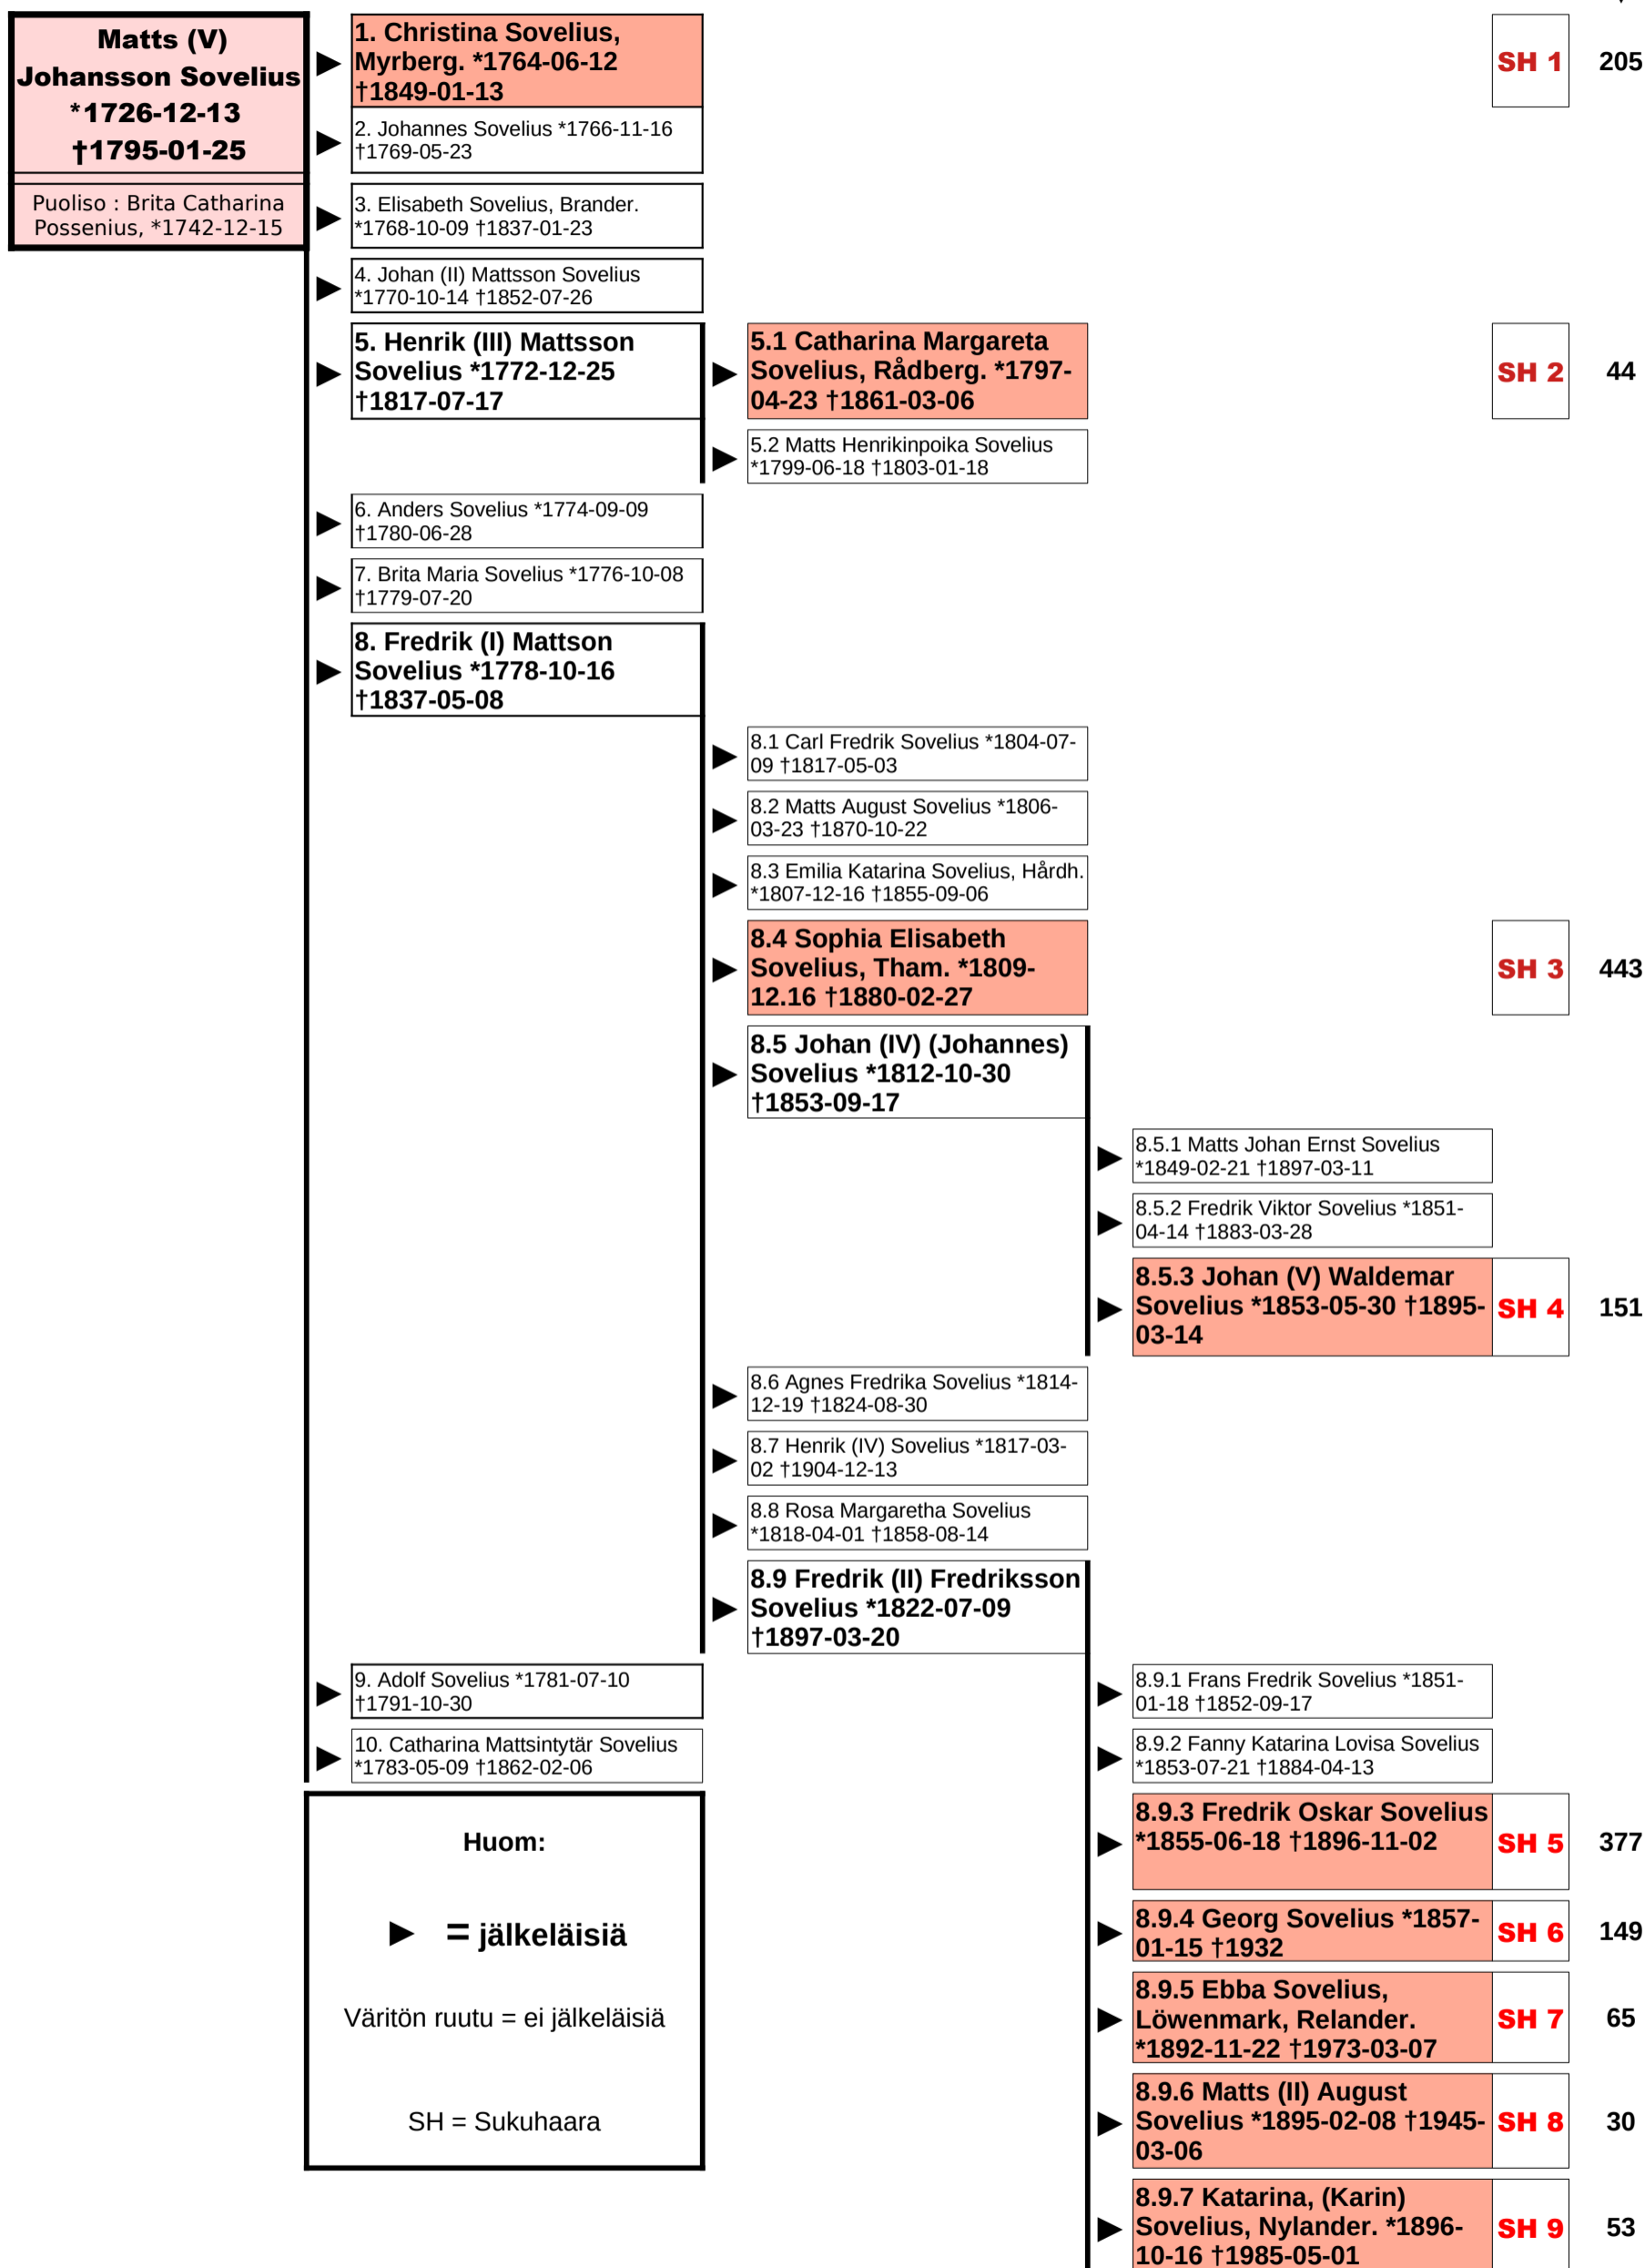 Matts (V)
Johansson Sovelius
*1726-12-13
†1795-01-25
Puoliso : Brita Catharina
Possenius, *1742-12-15
1. Christina Sovelius,
Myrberg. *1764-06-12
†1849-01-13
SH 1
205
2. Johannes Sovelius *1766-11-16
†1769-05-23
3. Elisabeth Sovelius, Brander.
*1768-10-09 †1837-01-23
4. Johan (II) Mattsson Sovelius
*1770-10-14 †1852-07-26
5. Henrik (III) Mattsson
Sovelius *1772-12-25
†1817-07-17
5.1 Catharina Margareta
Sovelius, Rådberg. *1797-
04-23 †1861-03-06
SH 2
44
5.2 Matts Henrikinpoika Sovelius
*1799-06-18 †1803-01-18
6. Anders Sovelius *1774-09-09
†1780-06-28
7. Brita Maria Sovelius *1776-10-08
†1779-07-20
8. Fredrik (I) Mattson
Sovelius *1778-10-16
†1837-05-08
8.1 Carl Fredrik Sovelius *1804-07-
09 †1817-05-03
8.2 Matts August Sovelius *1806-
03-23 †1870-10-22
8.3 Emilia Katarina Sovelius, Hårdh.
*1807-12-16 †1855-09-06
8.4 Sophia Elisabeth
Sovelius, Tham. *1809-
12.16 †1880-02-27
SH 3
443
8.5 Johan (IV) (Johannes)
Sovelius *1812-10-30
†1853-09-17
8.5.1 Matts Johan Ernst Sovelius
*1849-02-21 †1897-03-11
8.5.2 Fredrik Viktor Sovelius *1851-
04-14 †1883-03-28
8.5.3 Johan (V) Waldemar
Sovelius *1853-05-30 †1895-
03-14
SH 4
151
8.6 Agnes Fredrika Sovelius *1814-
12-19 †1824-08-30
8.7 Henrik (IV) Sovelius *1817-03-
02 †1904-12-13
8.8 Rosa Margaretha Sovelius
*1818-04-01 †1858-08-14
8.9 Fredrik (II) Fredriksson
Sovelius *1822-07-09
†1897-03-20
9. Adolf Sovelius *1781-07-10
†1791-10-30
8.9.1 Frans Fredrik Sovelius *1851-
01-18 †1852-09-17
10. Catharina Mattsintytär Sovelius
*1783-05-09 †1862-02-06
8.9.2 Fanny Katarina Lovisa Sovelius
*1853-07-21 †1884-04-13
Huom:
= jälkeläisiä
Väritön ruutu = ei jälkeläisiä
SH = Sukuhaara
8.9.3 Fredrik Oskar Sovelius
*1855-06-18 †1896-11-02
SH 5
377
8.9.4 Georg Sovelius *1857-
01-15 †1932
SH 6
149
8.9.5 Ebba Sovelius,
Löwenmark, Relander.
*1892-11-22 †1973-03-07
SH 7
65
8.9.6 Matts (II) August
Sovelius *1895-02-08 †1945-
03-06
SH 8
30
8.9.7 Katarina, (Karin)
Sovelius, Nylander. *1896-
10-16 †1985-05-01
SH 9
53